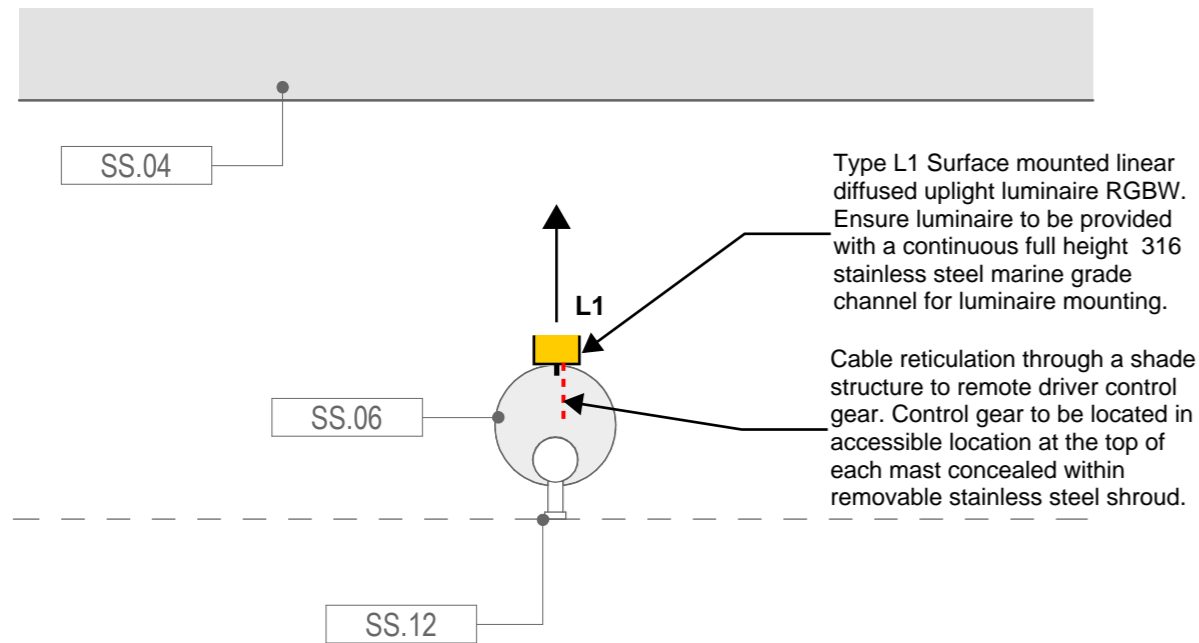 SS.04
Type L1 Surface mounted linear
diffused uplight luminaire RGBW.
Ensure luminaire to be provided
with a continuous full height 316
stainless steel marine grade
channel for luminaire mounting.
L1
Cable reticulation through a shade
structure to remote driver control
gear. Control gear to be located in
accessible location at the top of
each mast concealed within
removable stainless steel shroud.
SS.06
SS.12